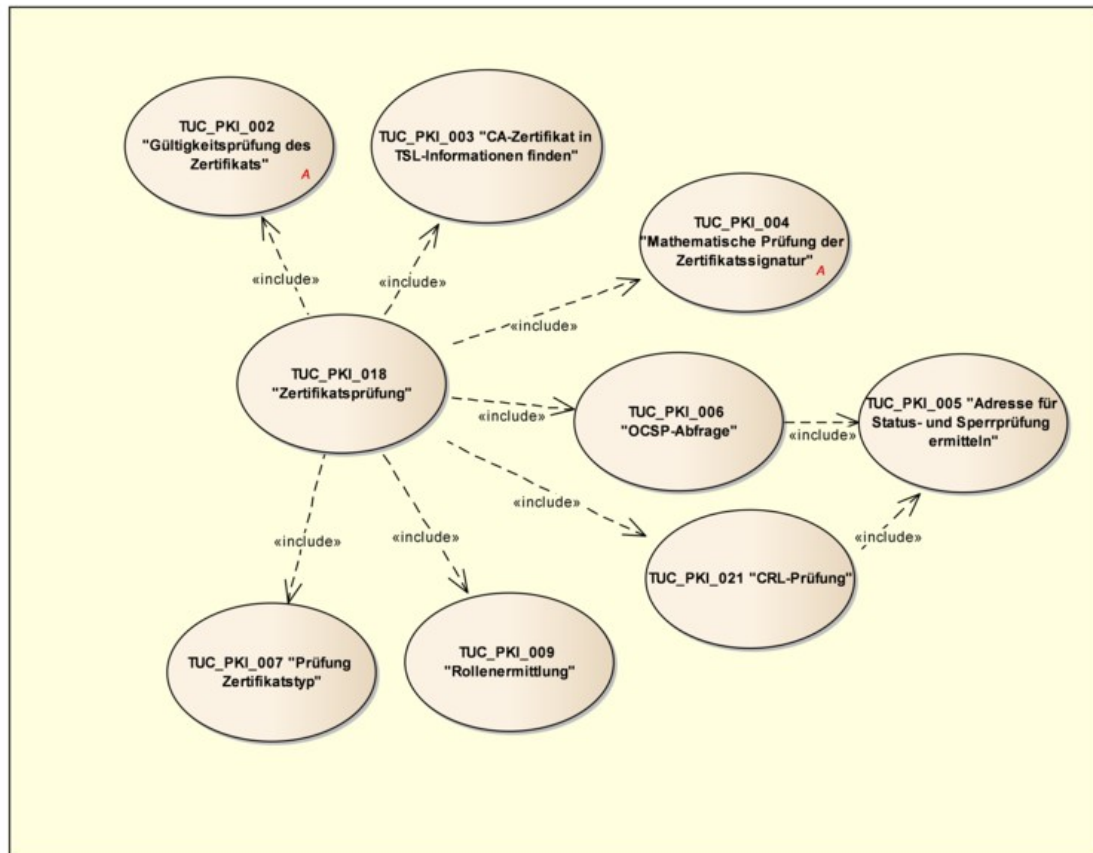 TUC_PKI_002
"Gültigkeitsprüfung des
Zertifikats"
A
TUC_PKI_003 "CA-Zertifikat in
TSL-Informationen finden"
TUC_PKI_004
"Mathematische Prüfung der
Zertifikatssignatur"
A
«include»
«include»
«include»
TUC_PKI_018
"Zertifikatsprüfung"
«include»
TUC_PKI_006
"OCSP-Abfrage"
«include»
TUC_PKI_005 "Adresse für
Status- und Sperrprüfung
ermitteln"
«include»
«include»
«include»
«include»
TUC_PKI_021 "CRL-Prüfung"
TUC_PKI_007 "Prüfung
Zertifikatstyp"
TUC_PKI_009
"Rollenermittlung"